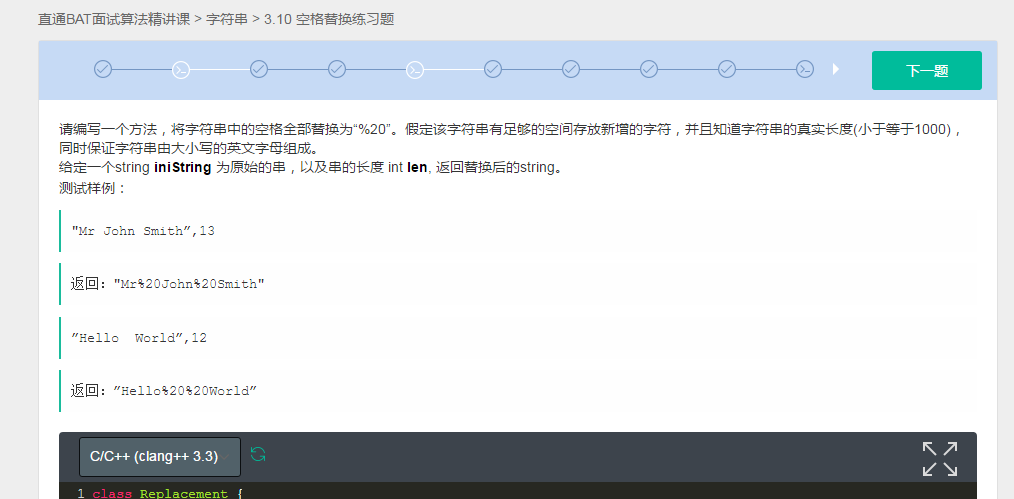 直通BAT面试算法精讲课 > 字符串 > 3.10 空格替换练习题
下一题
请编写一个方法，将字符串中的空格全部替换为“%20”。假定该字符串有足够的空间存放新增的字符，并且知道字符串的真实长度(小于等于1000)，
同时保证字符串由大小写的英文字母组成。
给定一个string iniString 为原始的串，以及串的长度 int len, 返回替换后的string。
测试样例：
"Mr John Smith”,13
返回："Mr%20John%20Smith"
”Hello  World”,12
返回：”Hello%20%20World”
C/C++ (clang++ 3.3)
1 class Replacement {